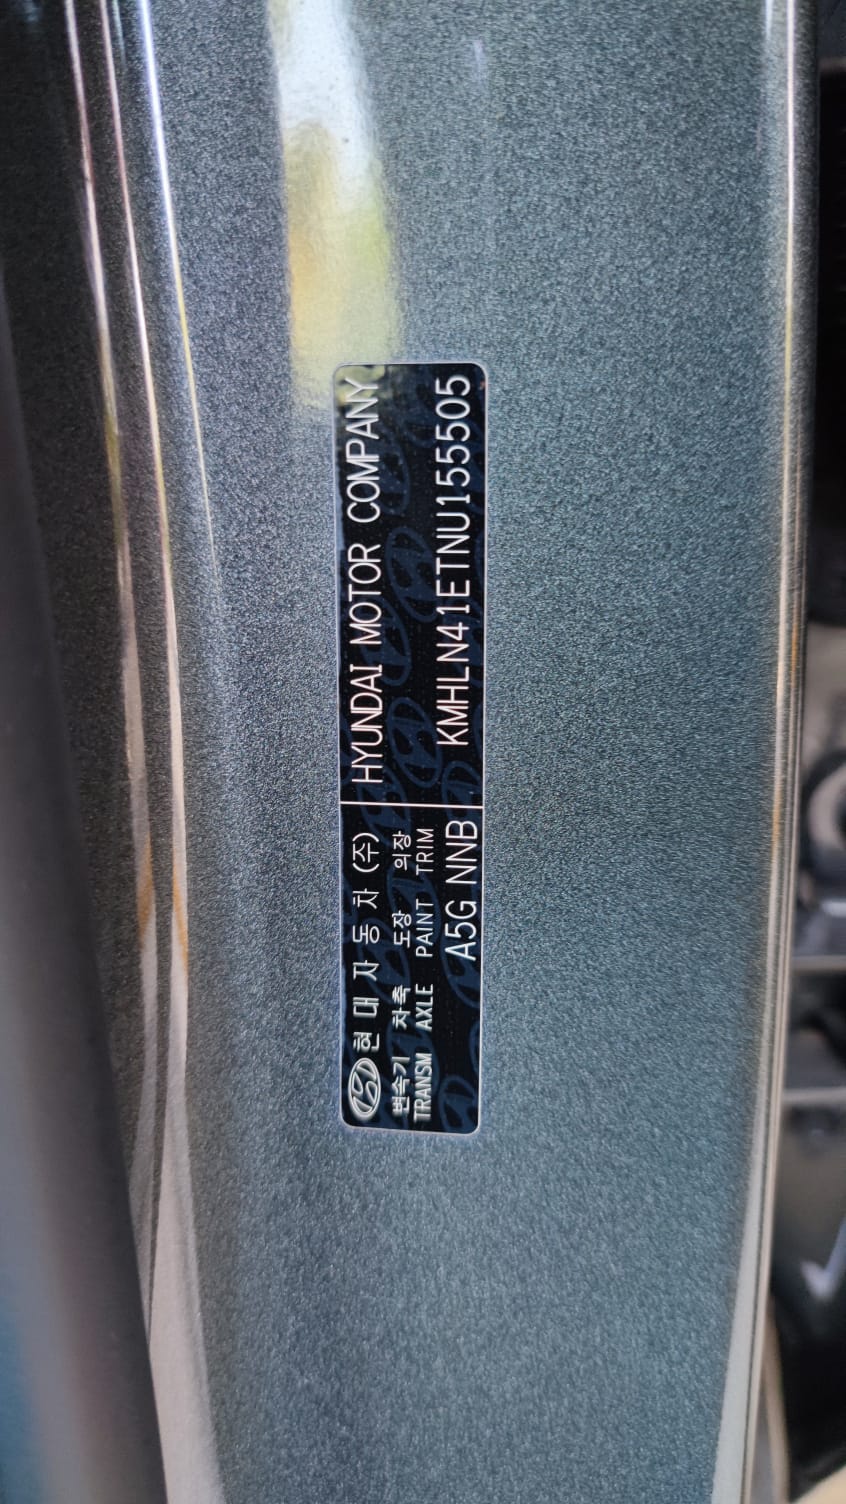 현대자동차(주)
HYUNDAI MOTOR COMPANY
변속기 차축 도장 의장
TRANSM AXLE PAINT TRIM
A5G NNB
KMHLN41ETNU155505